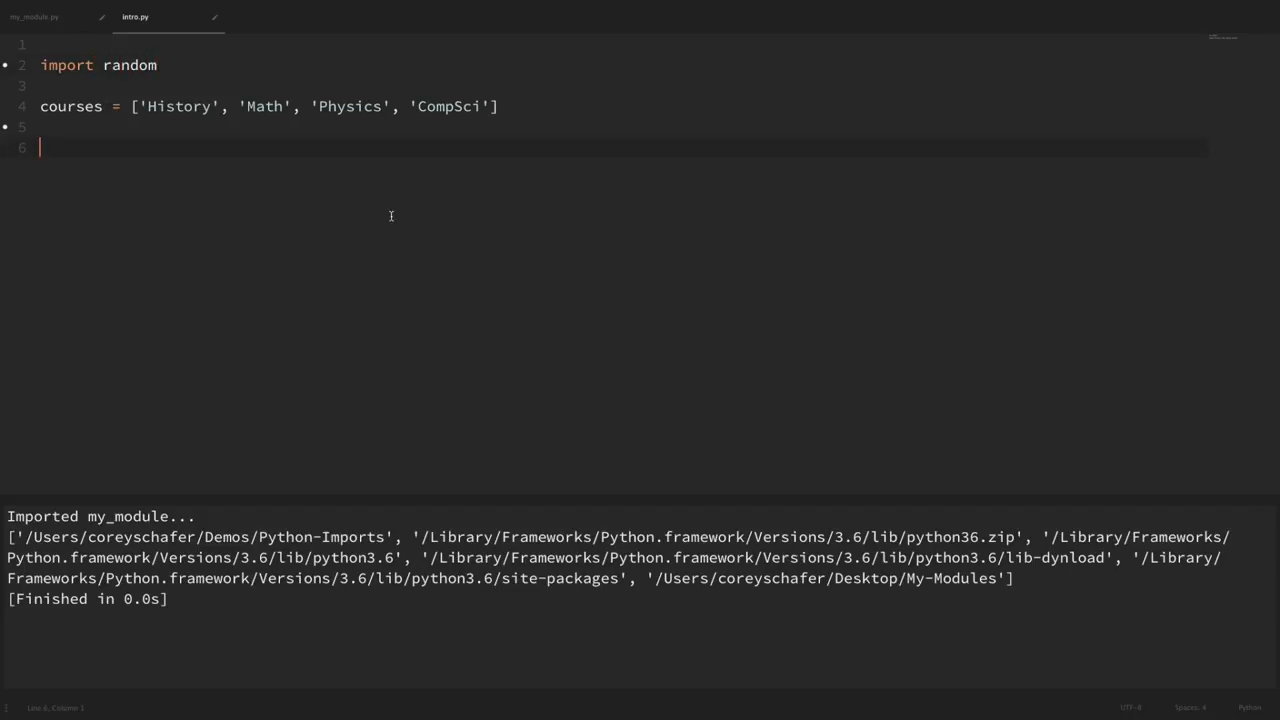 my_module.py
intro.py
1
2 import random
3
4 courses = ['History', 'Math', 'Physics', 'CompSci']
5
6
Imported my_module...
['/Users/coreyschafer/Demos/Python-Imports', '/Library/Frameworks/Python.framework/Versions/3.6/lib/python36.zip', '/Library/Frameworks/
Python.framework/Versions/3.6/lib/python3.6', '/Library/Frameworks/Python.framework/Versions/3.6/lib/python3.6/lib-dynload', '/Library/
Frameworks/Python.framework/Versions/3.6/lib/python3.6/site-packages', '/Users/coreyschafer/Desktop/My-Modules']
[Finished in 0.0s]
Line 6, Column 1
UTF-8
Spaces: 4
Python